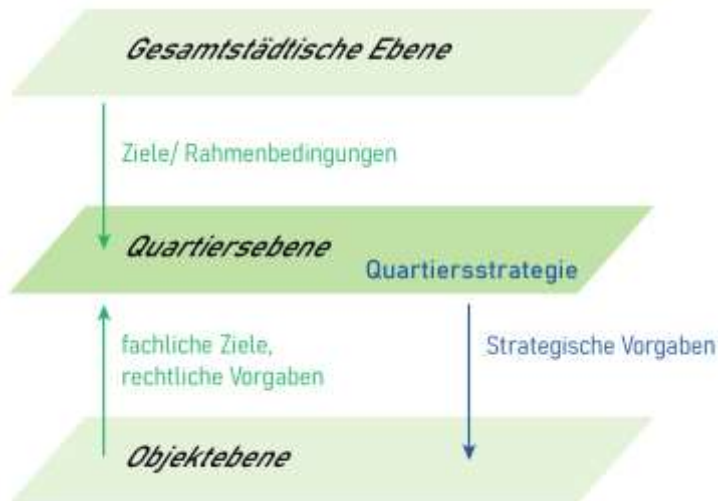 Gesamtstädtische Ebene
Ziele/ Rahmenbedingungen
Quartiersebene
Quartiersstrategie
fachliche Ziele,
rechtliche Vorgaben
Strategische Vorgaben
Objektebene